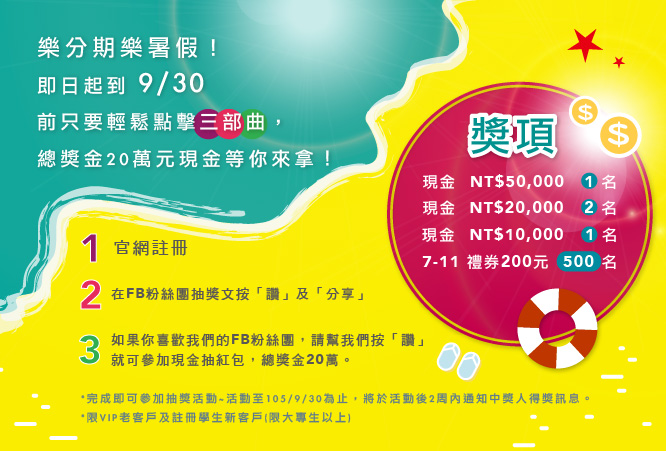 樂分期樂暑假！
即日起到 9/30
前只要輕鬆點擊三部曲，
總獎金20萬元現金等你來拿！
獎項
$
$
現金 NT$50,000 1名
現金 NT$20,000 2名
現金 NT$10,000 1名
7-11 禮券200元 500名
1 官網註冊
2 在FB粉絲團抽獎文按「讚」及「分享」
3 如果你喜歡我們的FB粉絲團，請幫我們按「讚」
就可參加現金抽紅包，總獎金20萬。
*完成即可參加抽獎活動~活動至105/9/30為止，將於活動後2周內通知中獎人得獎訊息。
*限VIP老客戶及註冊學生新客戶(限大專生以上)